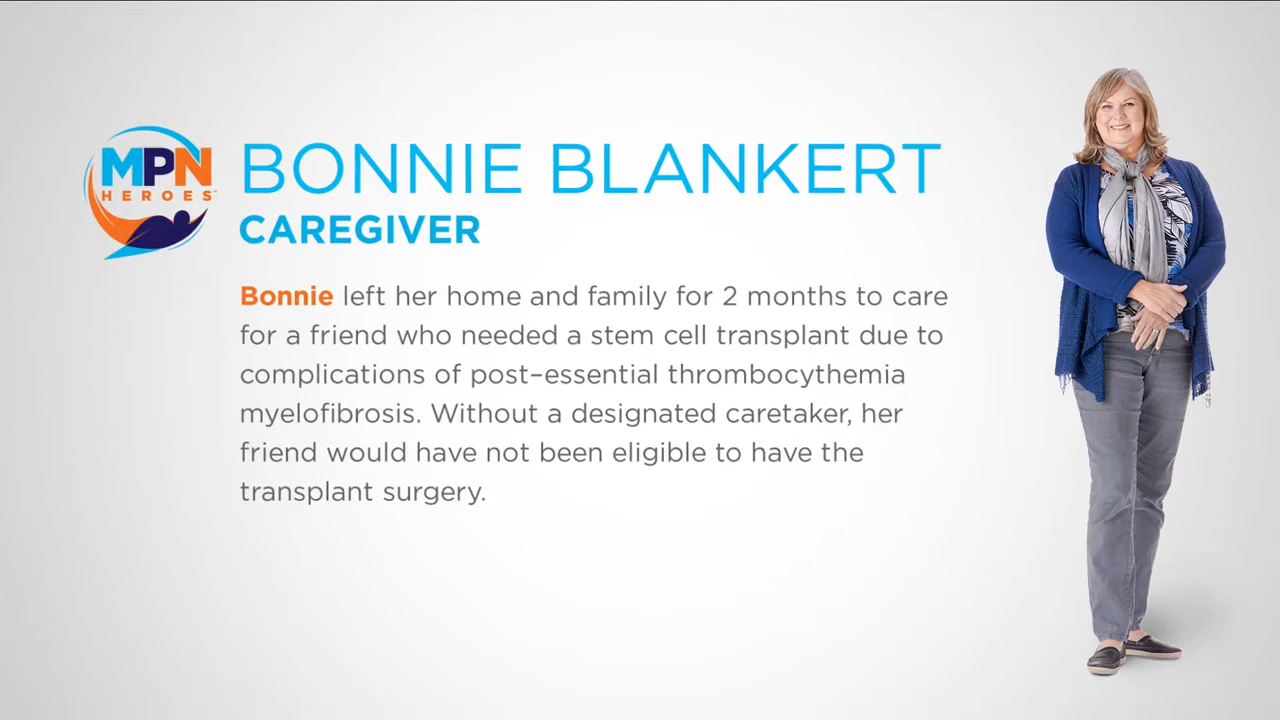 MPN
HEROES™
BONNIE BLANKERT
CAREGIVER
Bonnie left her home and family for 2 months to care
for a friend who needed a stem cell transplant due to
complications of post–essential thrombocythemia
myelofibrosis. Without a designated caretaker, her
friend would have not been eligible to have the
transplant surgery.